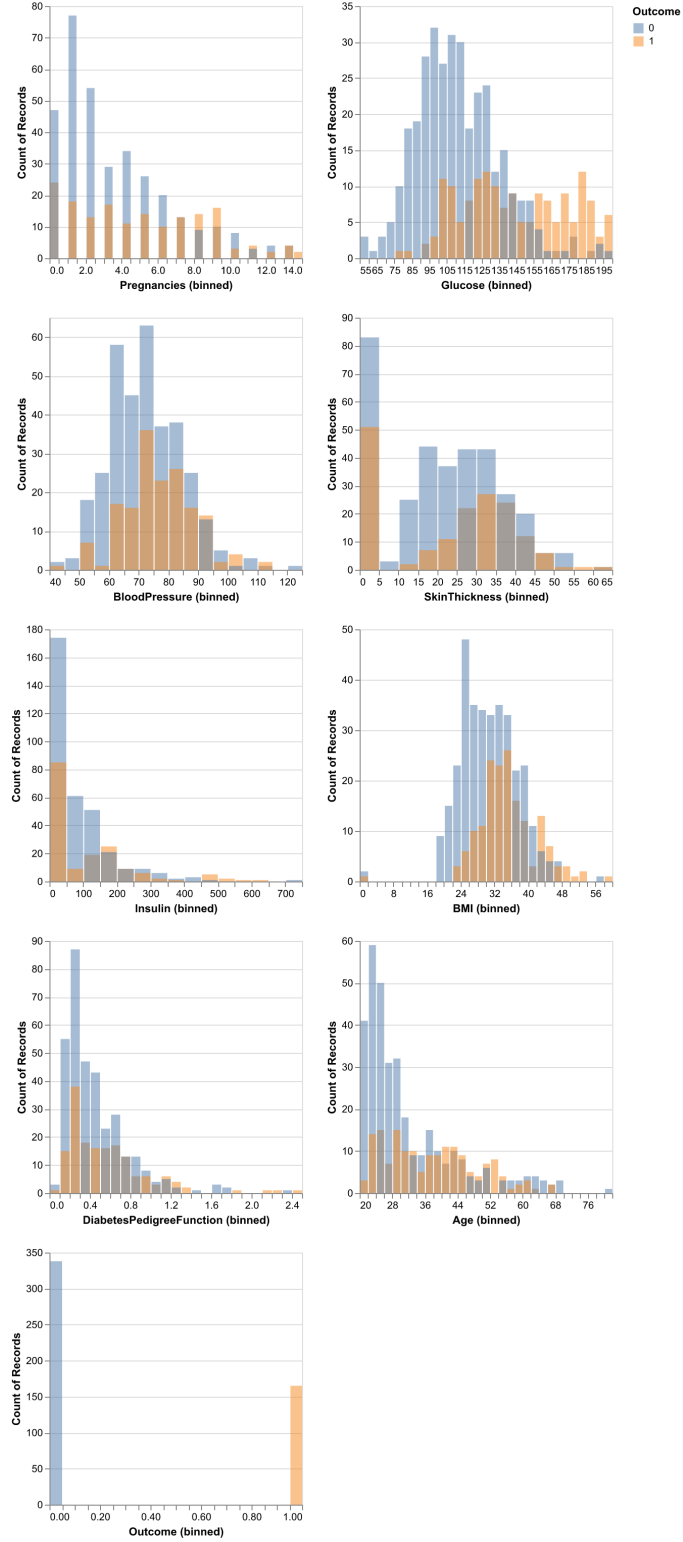 Outcome
0
1
80
70
60
50
40
30
20
10
0
Count of Records
0.0 2.0 4.0 6.0 8.0 10.0 12.0 14.0
Pregnancies (binned)
35
30
25
20
15
10
5
0
Count of Records
55 65 75 85 95 105 115 125 135 145 155 165 175 185 195
Glucose (binned)
60
50
40
30
20
10
0
Count of Records
40 50 60 70 80 90 100 110 120
BloodPressure (binned)
90
80
70
60
50
40
30
20
10
0
Count of Records
0 5 10 15 20 25 30 35 40 45 50 55 60 65
SkinThickness (binned)
180
160
140
120
100
80
60
40
20
0
Count of Records
0 100 200 300 400 500 600 700
Insulin (binned)
50
40
30
20
10
0
Count of Records
0 8 16 24 32 40 48 56
BMI (binned)
90
80
70
60
50
40
30
20
10
0
Count of Records
0.0 0.4 0.8 1.2 1.6 2.0 2.4
DiabetesPedigreeFunction (binned)
60
50
40
30
20
10
0
Count of Records
20 28 36 44 52 60 68 76
Age (binned)
350
300
250
200
150
100
50
0
Count of Records
0.00 0.20 0.40 0.60 0.80 1.00
Outcome (binned)